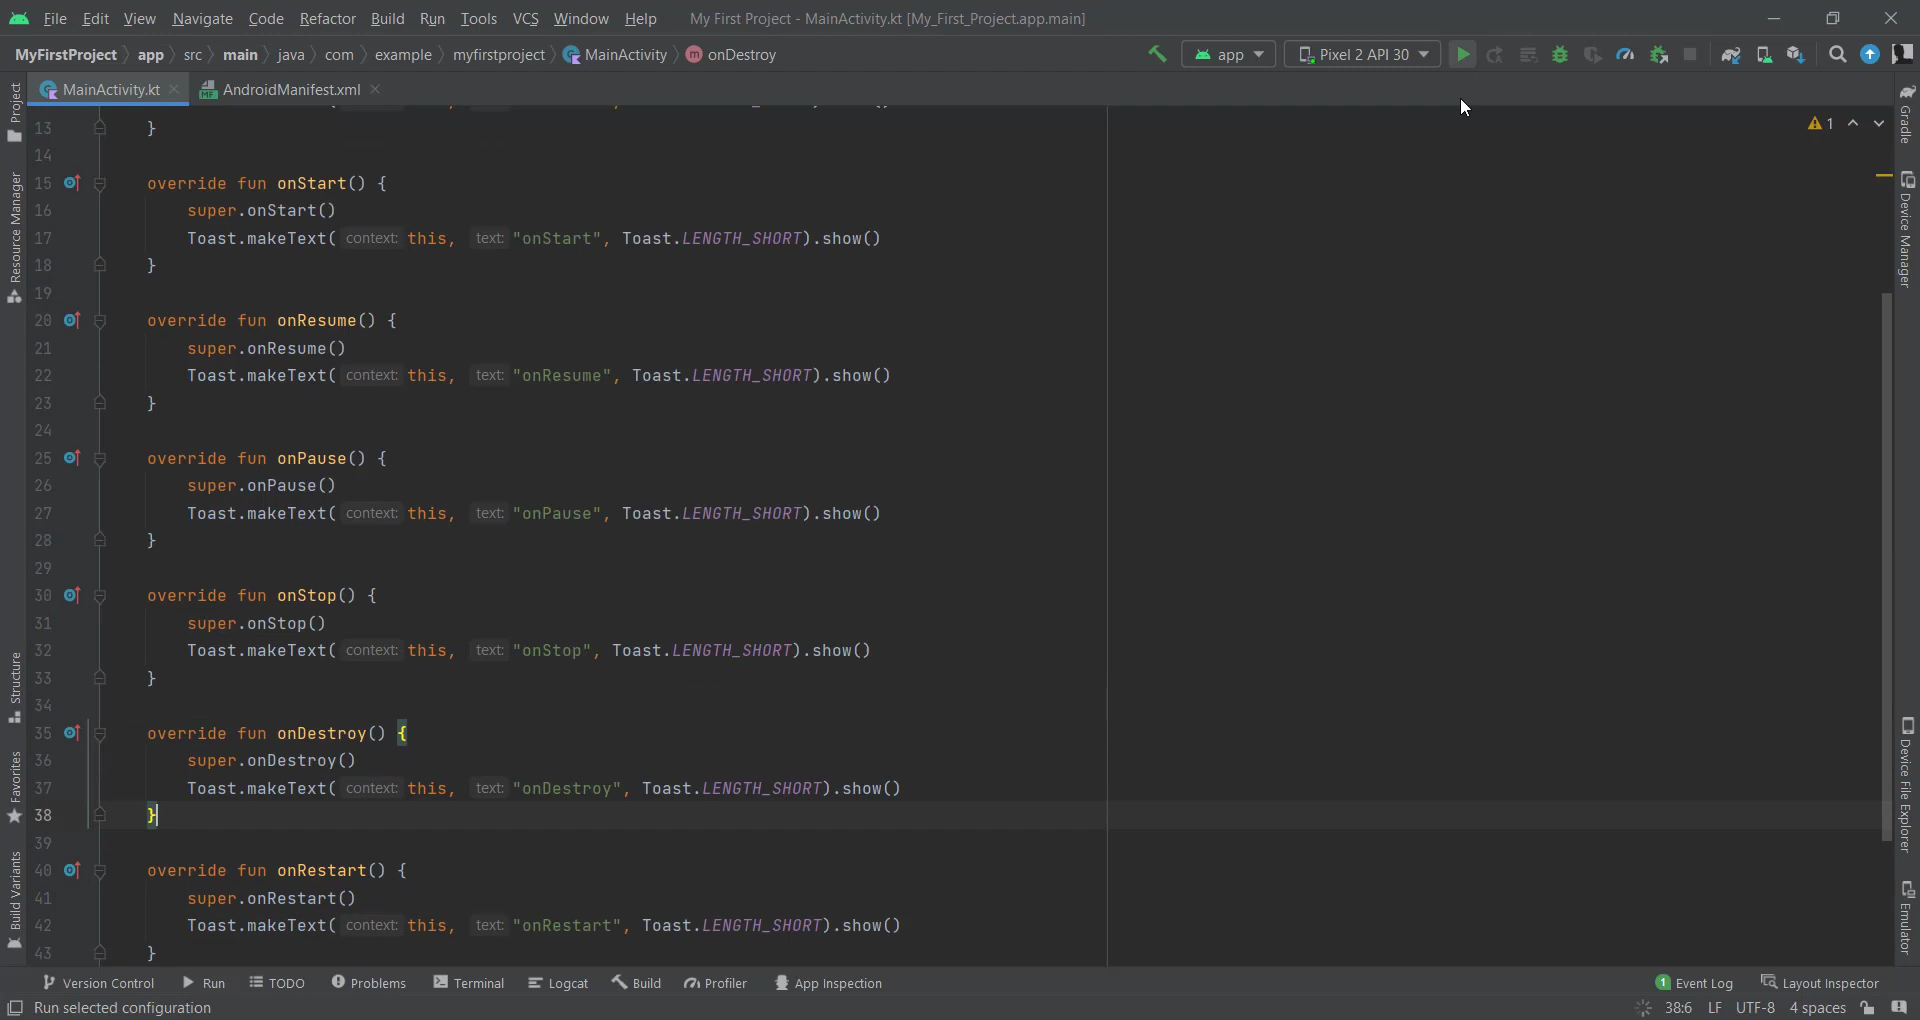 File Edit View Navigate Code Refactor Build Run Tools VCS Window Help My First Project - MainActivity.kt [My_First_Project.app.main]
MyFirstProject app src main java com example myfirstproject MainActivity onDestroy app Pixel 2 API 30
MainActivity.kt AndroidManifest.xml
13 }
1
14
15 override fun onStart() {
16 super.onStart()
17 Toast.makeText( context: this, text: "onStart", Toast.LENGTH_SHORT).show()
18 }
19
20 override fun onResume() {
21 super.onResume()
22 Toast.makeText( context: this, text: "onResume", Toast.LENGTH_SHORT).show()
23 }
24
25 override fun onPause() {
26 super.onPause()
27 Toast.makeText( context: this, text: "onPause", Toast.LENGTH_SHORT).show()
28 }
29
30 override fun onStop() {
31 super.onStop()
32 Toast.makeText( context: this, text: "onStop", Toast.LENGTH_SHORT).show()
33 }
34
35 override fun onDestroy() {
36 super.onDestroy()
37 Toast.makeText( context: this, text: "onDestroy", Toast.LENGTH_SHORT).show()
38 }
39
40 override fun onRestart() {
41 super.onRestart()
42 Toast.makeText( context: this, text: "onRestart", Toast.LENGTH_SHORT).show()
43 }
Project
Resource Manager
Structure
Favorites
Build Variants
Gradle
Device Manager
Device File Explorer
Emulator
Version Control Run TODO Problems Terminal Logcat Build Profiler App Inspection 1 Event Log Layout Inspector
Run selected configuration 38:6 LF UTF-8 4 spaces